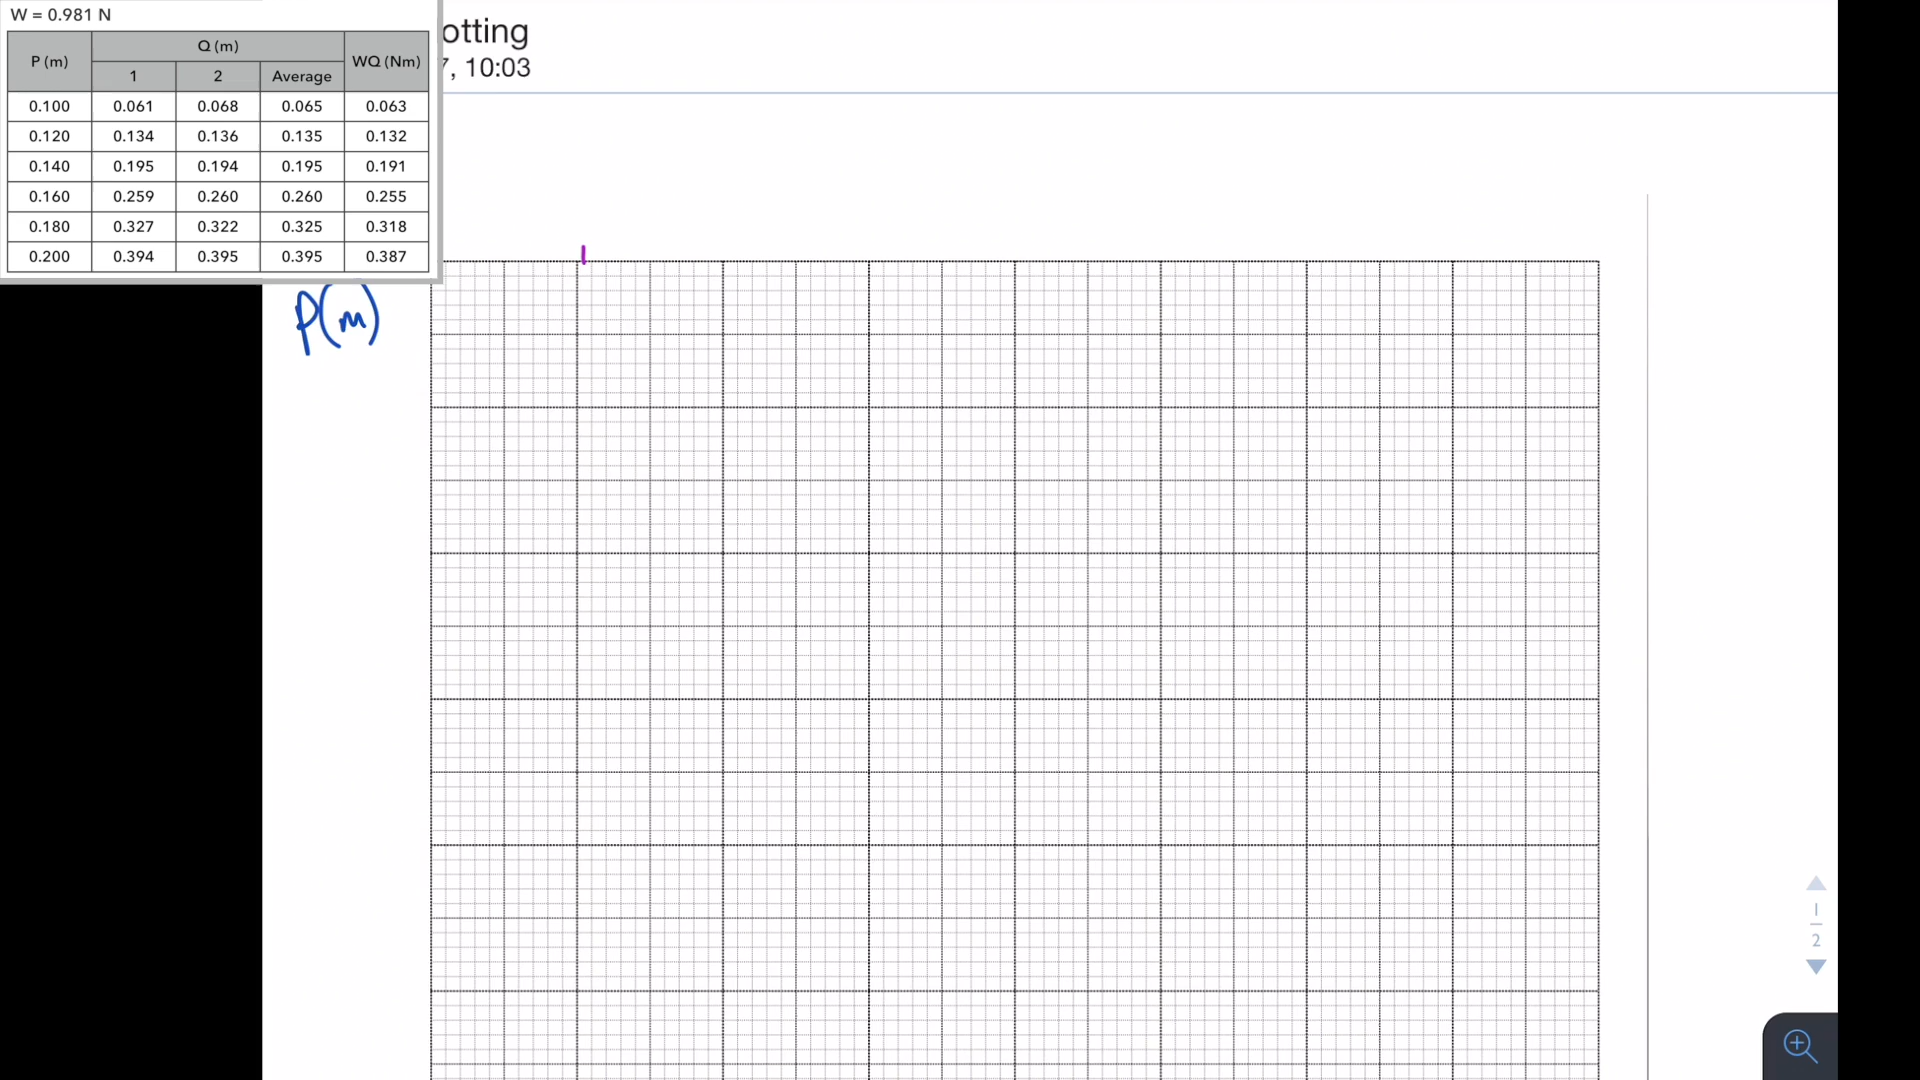 W = 0.981 N
P (m) Q (m) WQ (Nm)
1 2 Average
0.100 0.061 0.068 0.065 0.063
0.120 0.134 0.136 0.135 0.132
0.140 0.195 0.194 0.195 0.191
0.160 0.259 0.260 0.260 0.255
0.180 0.327 0.322 0.325 0.318
0.200 0.394 0.395 0.395 0.387
otting
, 10:03
P(m)
1
2